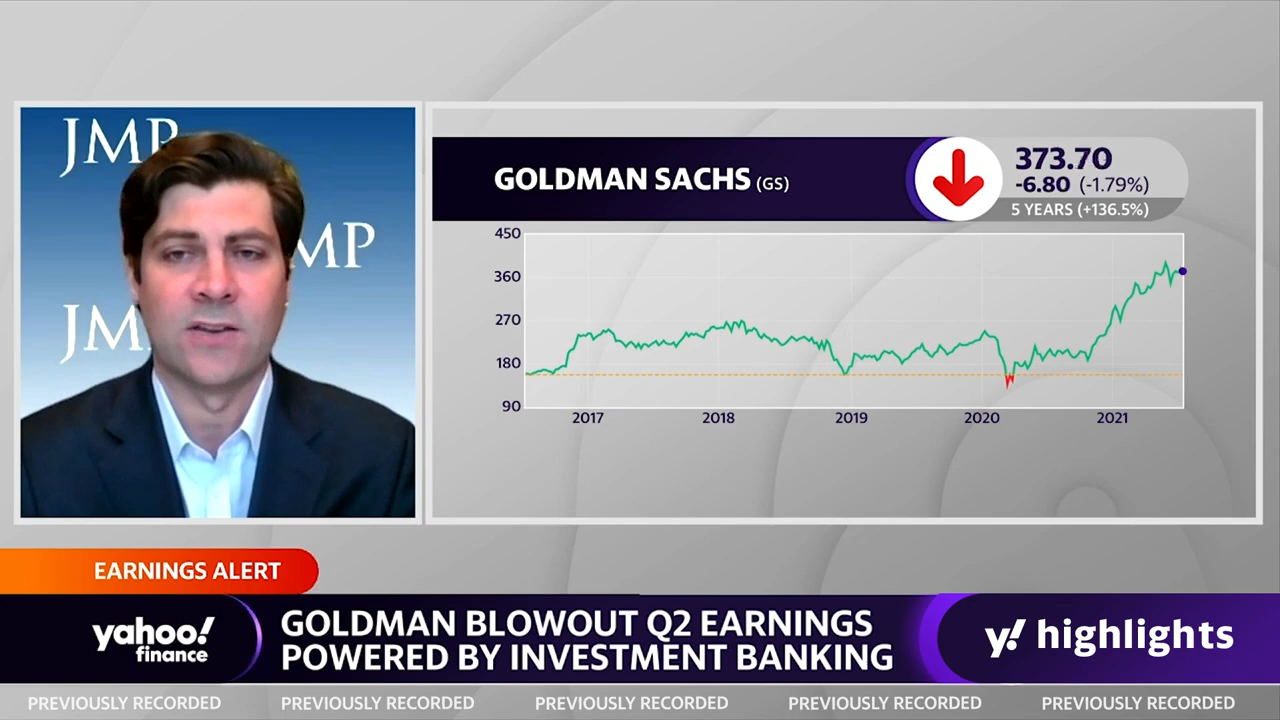 JMP
MP
JM
GOLDMAN SACHS (GS)
373.70
-6.80 (-1.79%)
5 YEARS (+136.5%)
450
360
270
180
90
2017 2018 2019 2020 2021
EARNINGS ALERT
yahoo!
finance
GOLDMAN BLOWOUT Q2 EARNINGS
POWERED BY INVESTMENT BANKING
y! highlights
PREVIOUSLY RECORDED PREVIOUSLY RECORDED PREVIOUSLY RECORDED PREVIOUSLY RECORDED PREVIOUSLY RECORDED